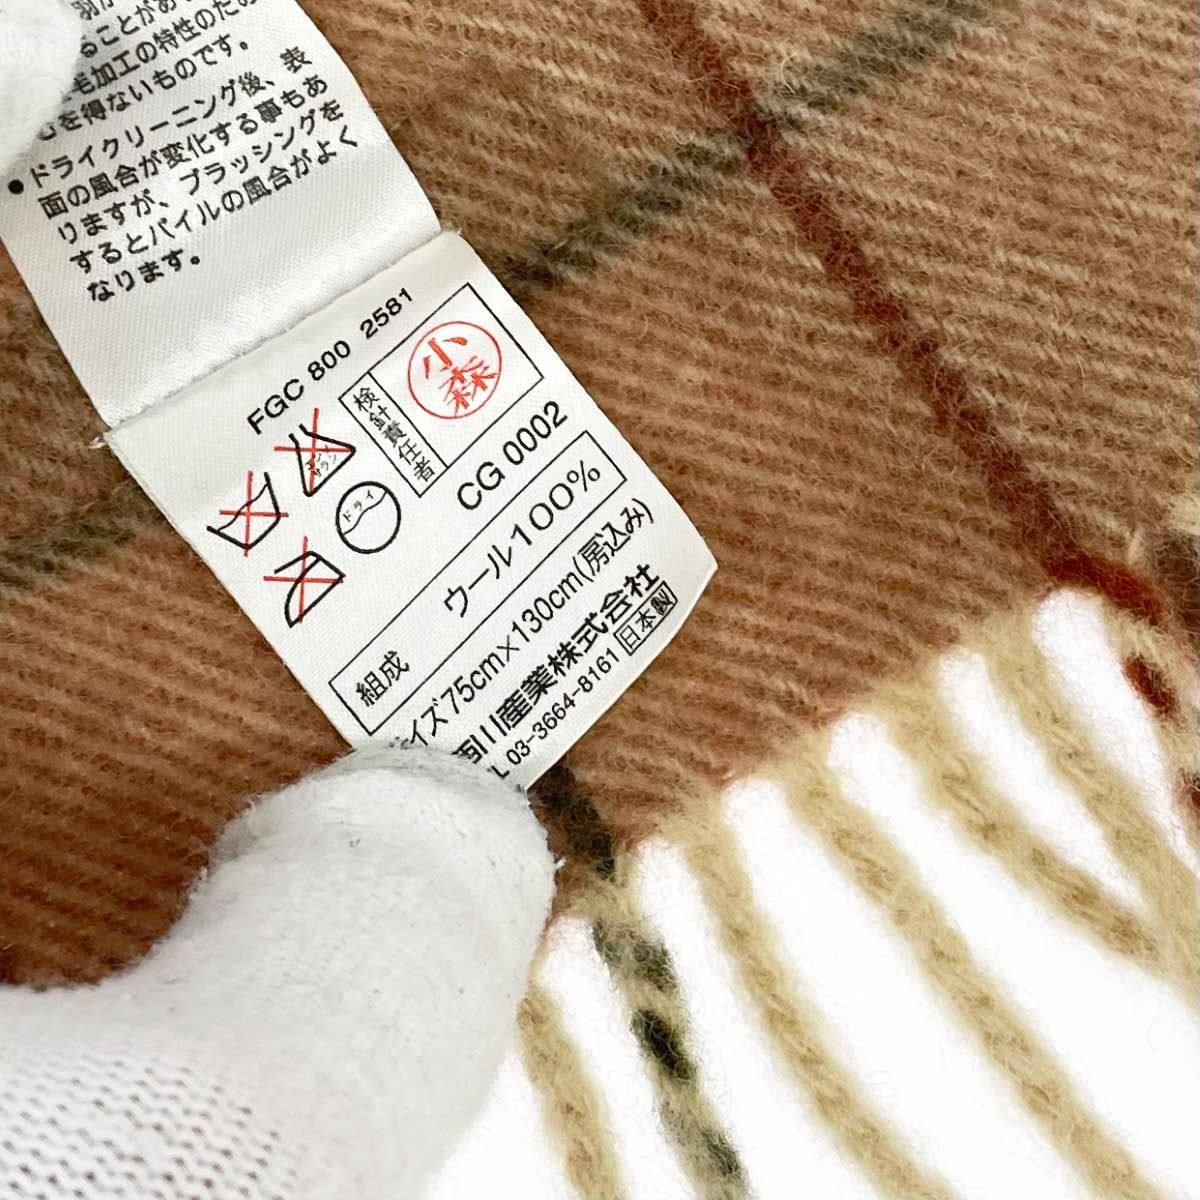 ることがあ
毛加工の特性のため
を得ないものです。
●ドライクリーニング後、表
面の風合が変化する事もあ
りますが、ブラッシングを
するとパイルの風合がよく
なります。
FGC 800 2581
検針責任者
小森
ドライ
CG 0002
組成 ウール100%
イズ75cm×130cm(房込み)
西川産業株式会社
L 03-3664-8161 日本製